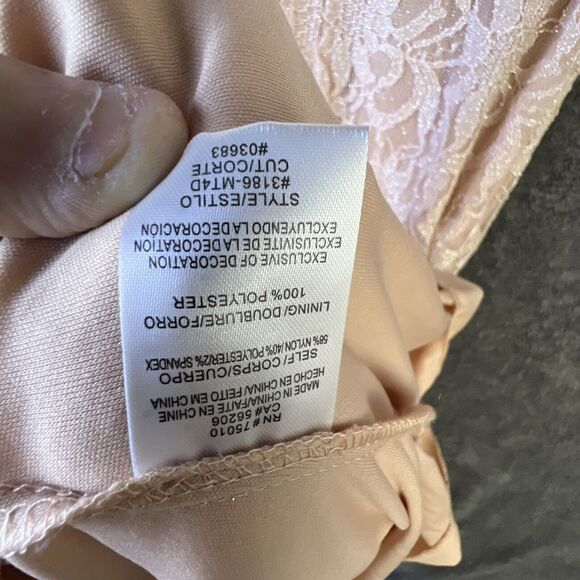 RN# 75010
CA# 56206
MADE IN CHINA/FAITE EN CHINE
HECHO EN CHINA/ FEITO EM CHINA
SELF/ CORPS/CUERPO
58% NYLON/40% POLYESTER/2% SPANDEX
LINING/ DOUBLURE/FORRO
100% POLYESTER
EXCLUSIVE OF DECORATION
EXCLUSIVITE DE LA DECORATION
EXCLUYENDO LA DECORACIÓN
STYLE/ESTILO
#3186-MT4D
CUT/CORTE
#03683